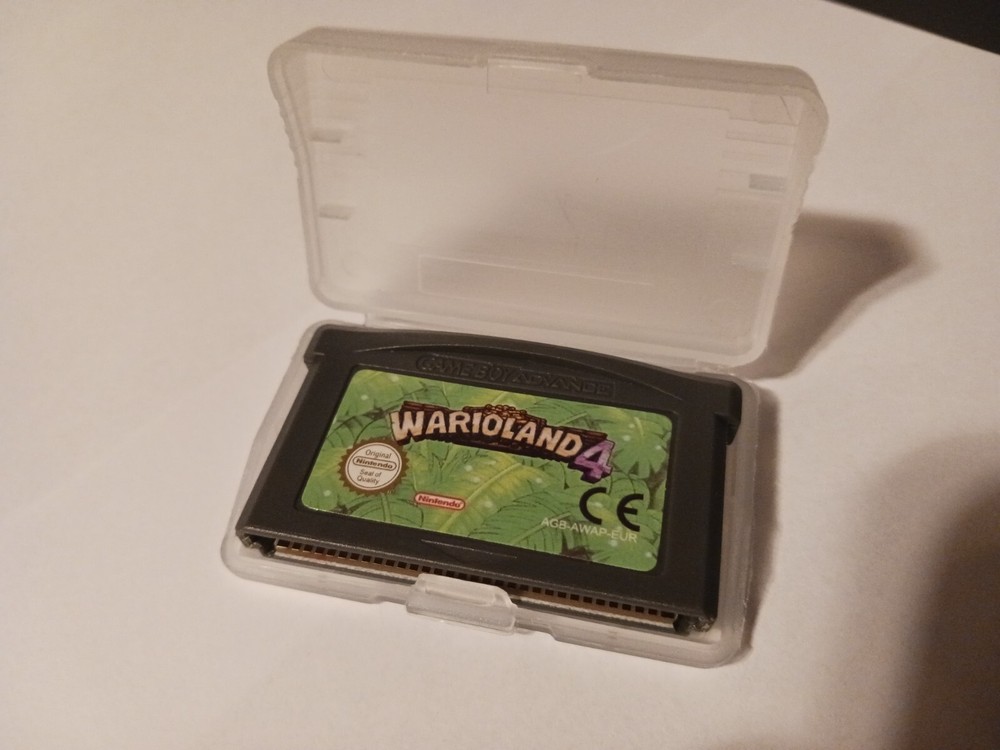 GAME BOY ADVANCE
WARIOLAND 4
Original
Nintendo
Seal of
Quality
Nintendo
CE
AGB-AWAP-EUR